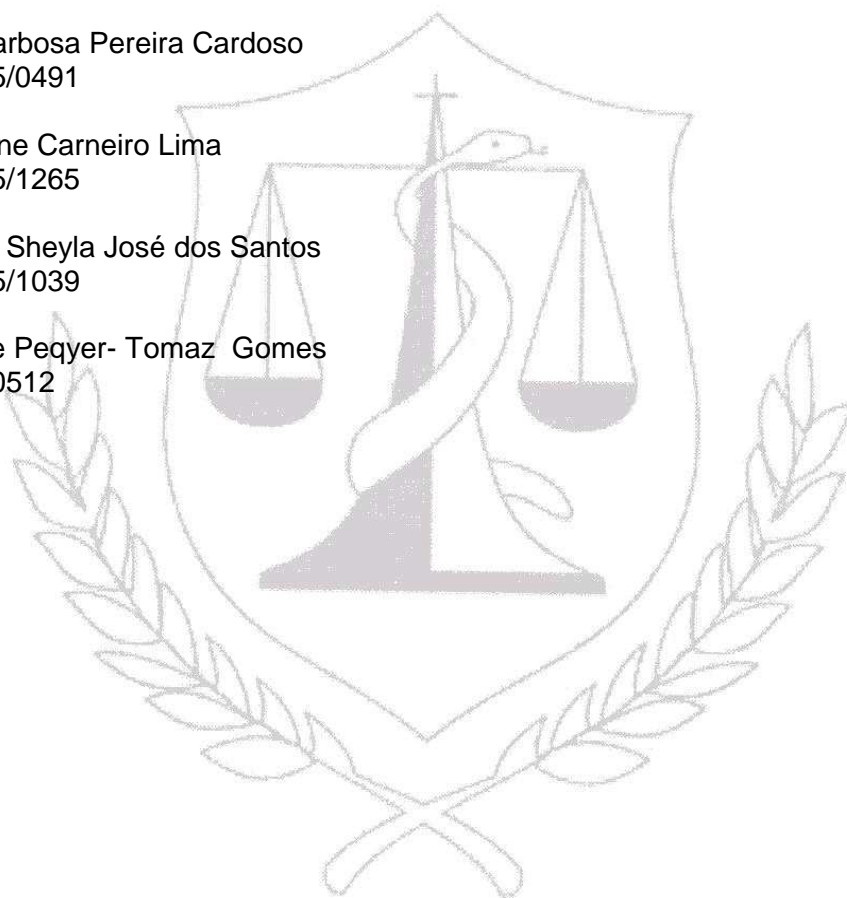 arbosa Pereira Cardoso
5/0491
ne Carneiro Lima
5/1265
Sheyla José dos Santos
5/1039
e Peqyer- Tomaz  Gomes
0512